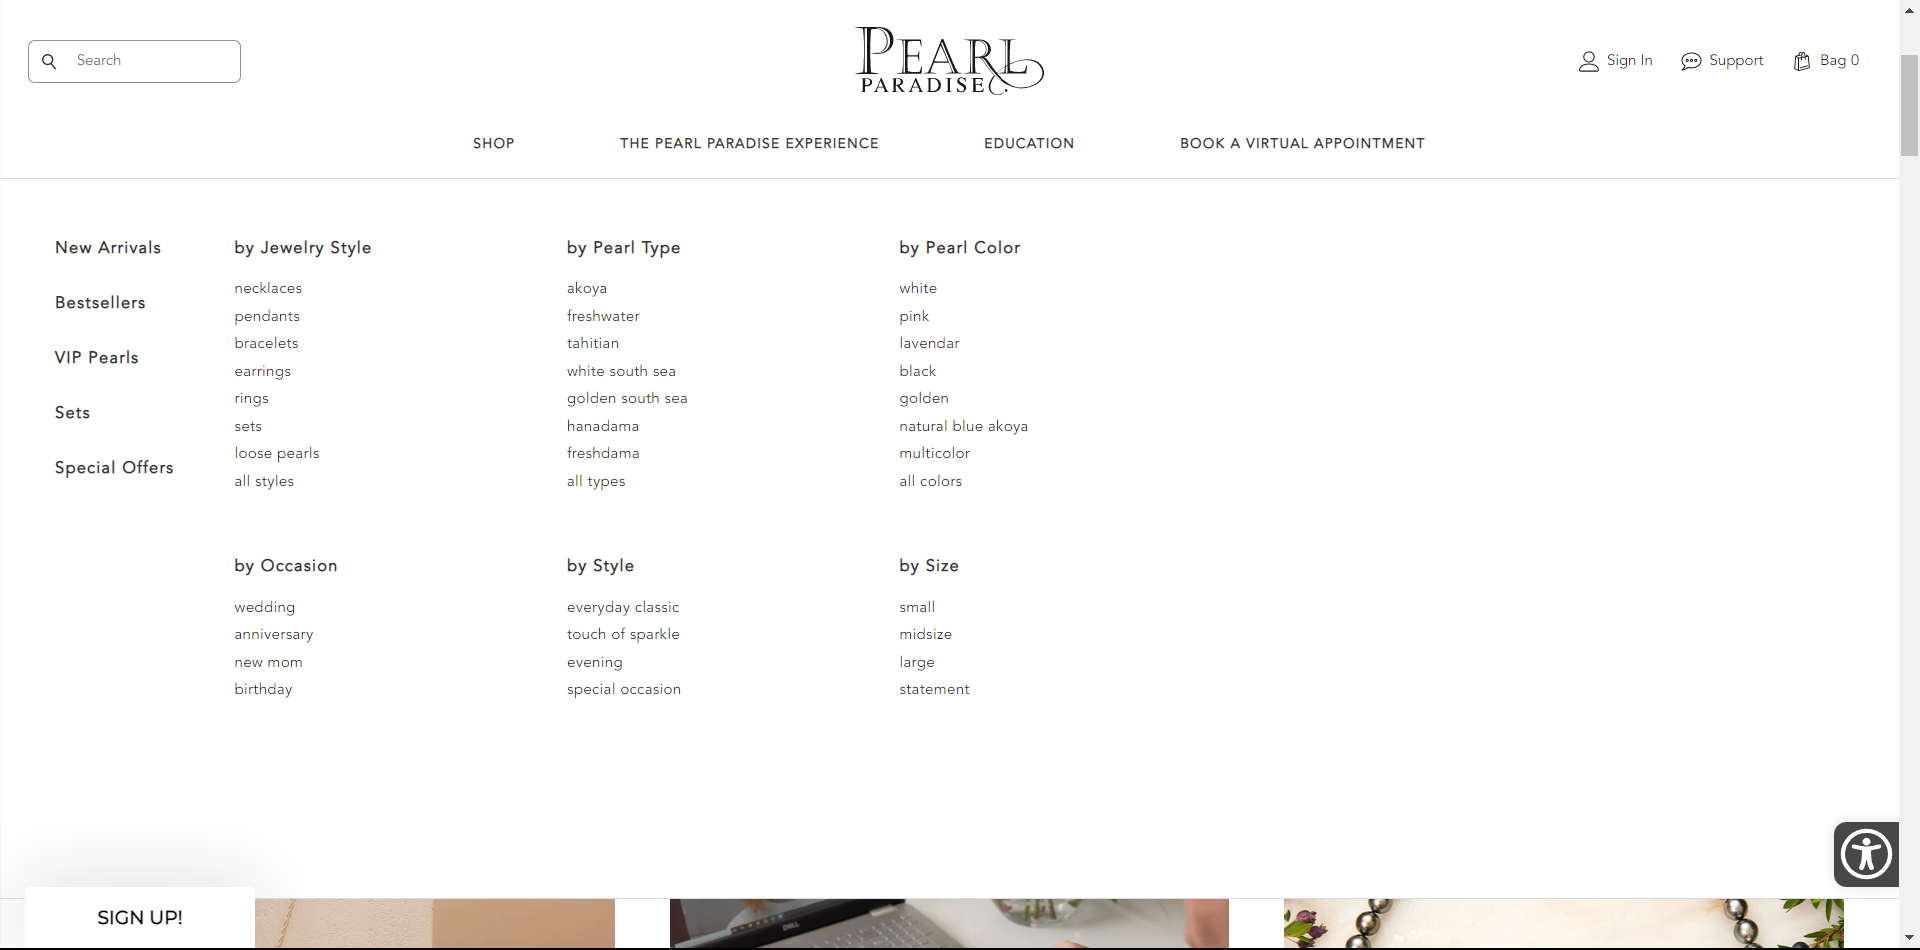 Search
PEARL
PARADISE
Sign In
Support
Bag 0
SHOP
THE PEARL PARADISE EXPERIENCE
EDUCATION
BOOK A VIRTUAL APPOINTMENT
New Arrivals
Bestsellers
VIP Pearls
Sets
Special Offers
by Jewelry Style
necklaces
pendants
bracelets
earrings
rings
sets
loose pearls
all styles
by Pearl Type
akoya
freshwater
tahitian
white south sea
golden south sea
hanadama
freshdama
all types
by Pearl Color
white
pink
lavendar
black
golden
natural blue akoya
multicolor
all colors
by Occasion
wedding
anniversary
new mom
birthday
by Style
everyday classic
touch of sparkle
evening
special occasion
by Size
small
midsize
large
statement
SIGN UP!
DELL